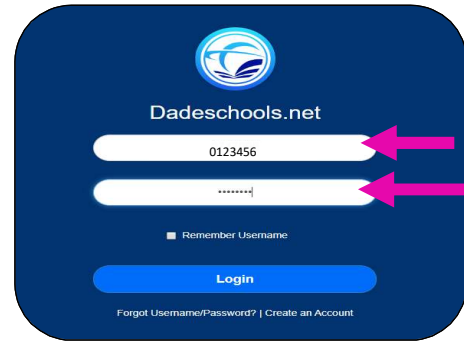 Dadeschools.net
0123456
••••••••
Remember Username
Login
Forgot Username/Password? | Create an Account